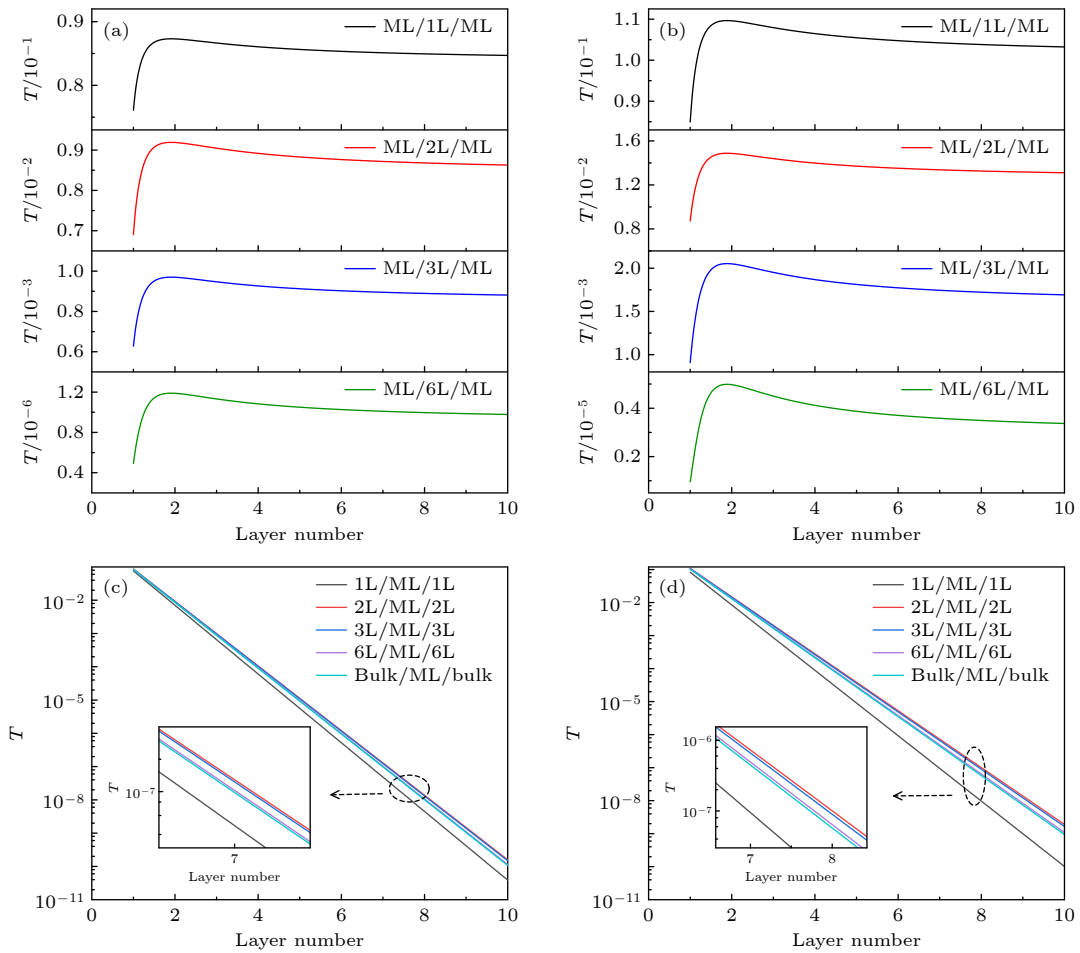 (a)
ML/1L/ML
0.9
0.8
T/10⁻¹
ML/2L/ML
0.9
0.8
0.7
T/10⁻²
ML/3L/ML
1.0
0.8
0.6
T/10⁻³
ML/6L/ML
1.2
0.8
0.4
T/10⁻⁶
0 2 4 6 8 10
Layer number
(b)
ML/1L/ML
1.1
1.0
0.9
T/10⁻¹
ML/2L/ML
1.6
1.2
0.8
T/10⁻²
ML/3L/ML
2.0
1.5
1.0
T/10⁻³
ML/6L/ML
0.4
0.2
T/10⁻⁵
0 2 4 6 8 10
Layer number
(c)
1L/ML/1L
2L/ML/2L
3L/ML/3L
6L/ML/6L
Bulk/ML/bulk
10⁻²
10⁻⁵
10⁻⁸
10⁻¹¹
T
T
10⁻⁷
7
Layer number
0 2 4 6 8 10
Layer number
(d)
1L/ML/1L
2L/ML/2L
3L/ML/3L
6L/ML/6L
Bulk/ML/bulk
10⁻²
10⁻⁵
10⁻⁸
10⁻¹¹
T
T
10⁻⁶
10⁻⁷
7 8
Layer number
0 2 4 6 8 10
Layer number